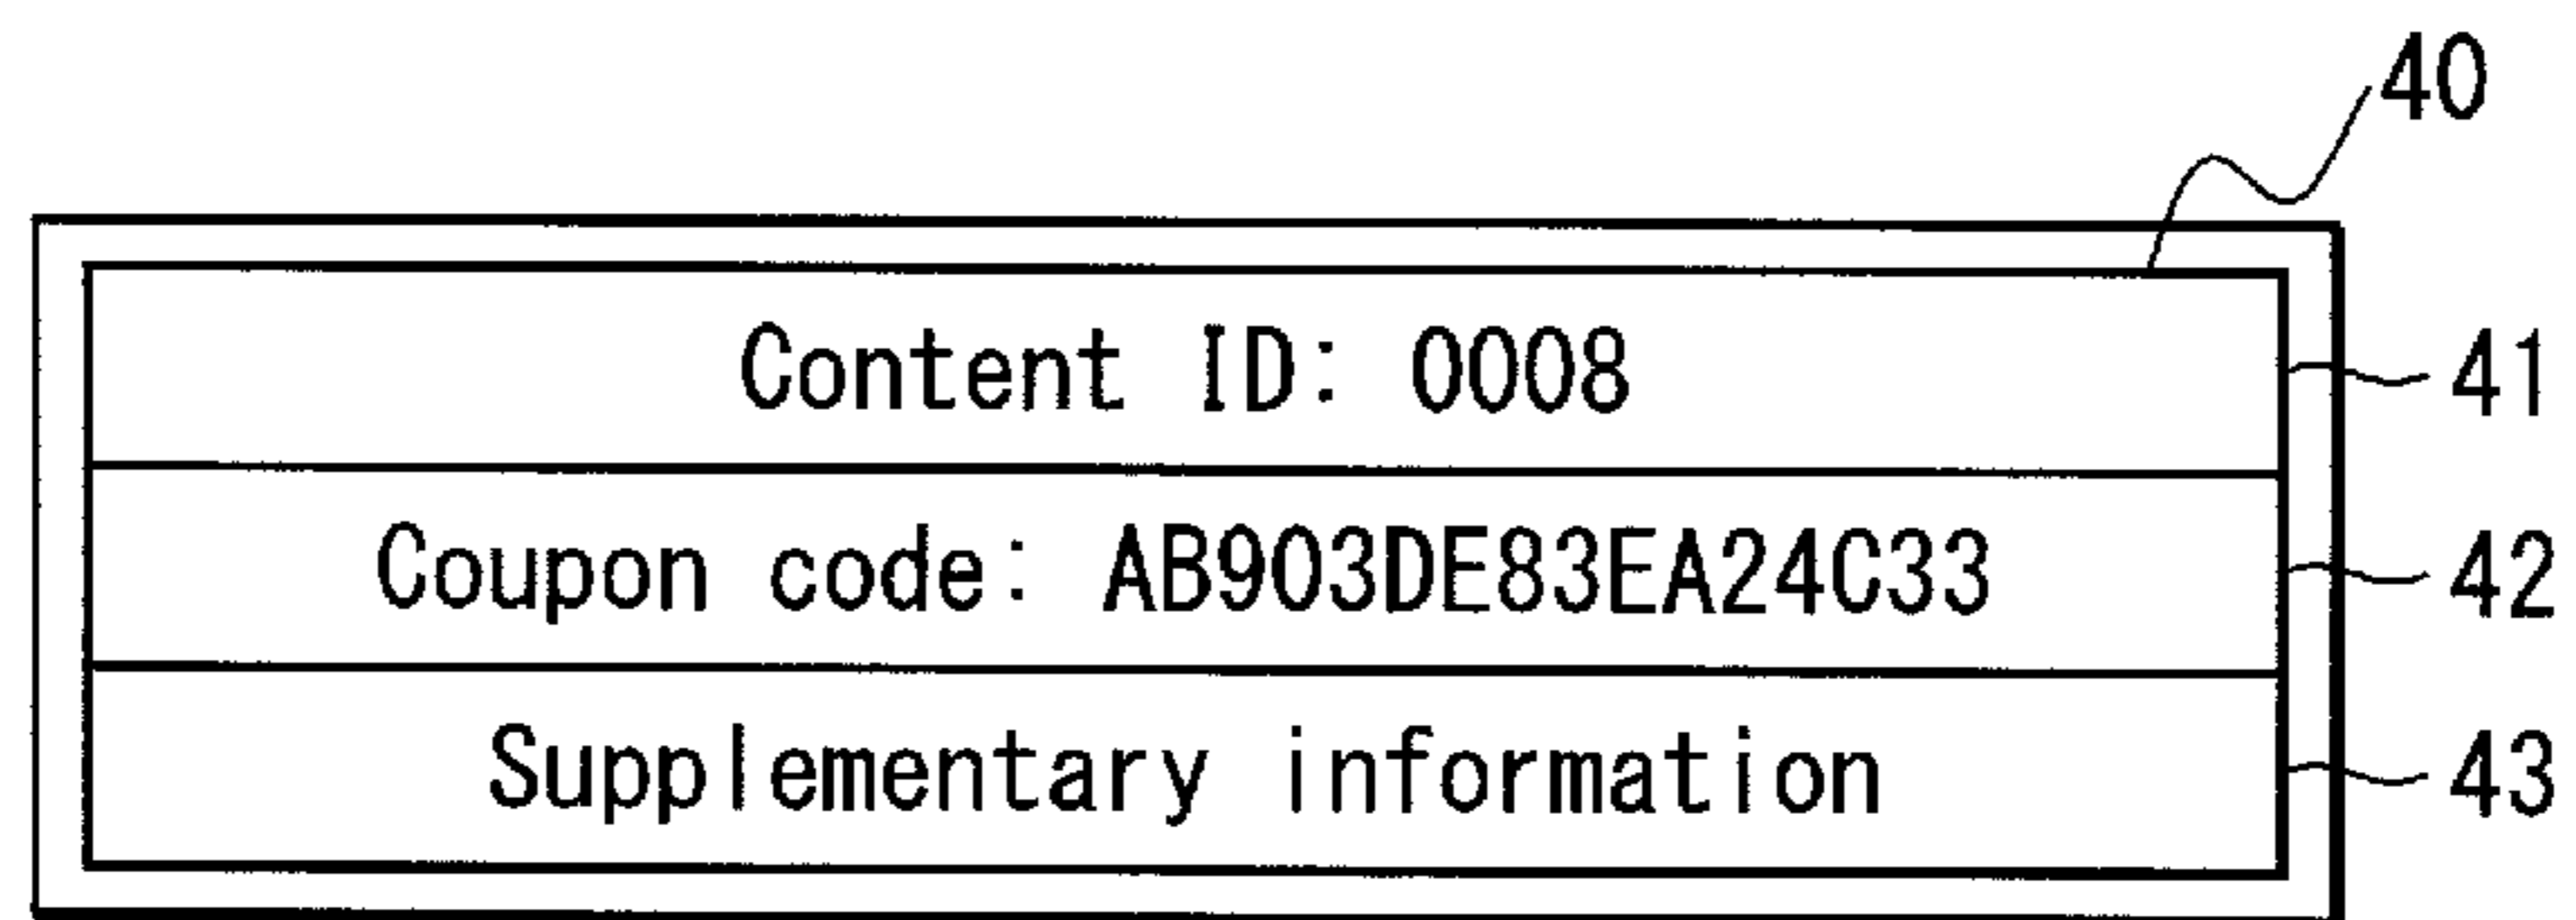 40
Content ID: 0008 41
Coupon code: AB903DE83EA24C33 42
Supplementary information 43